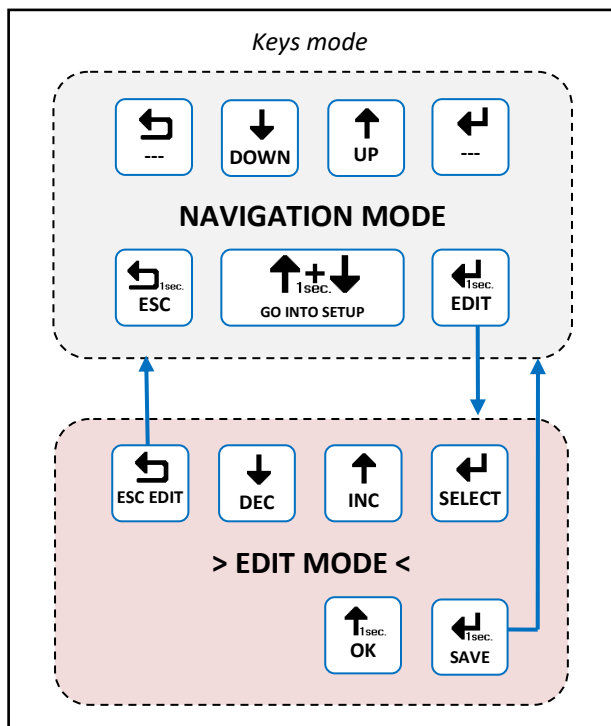 Keys mode
--- DOWN UP ---
NAVIGATION MODE
1sec. + 1sec. 1sec.
ESC GO INTO SETUP EDIT
ESC EDIT DEC INC SELECT
> EDIT MODE <
1sec. 1sec.
OK SAVE